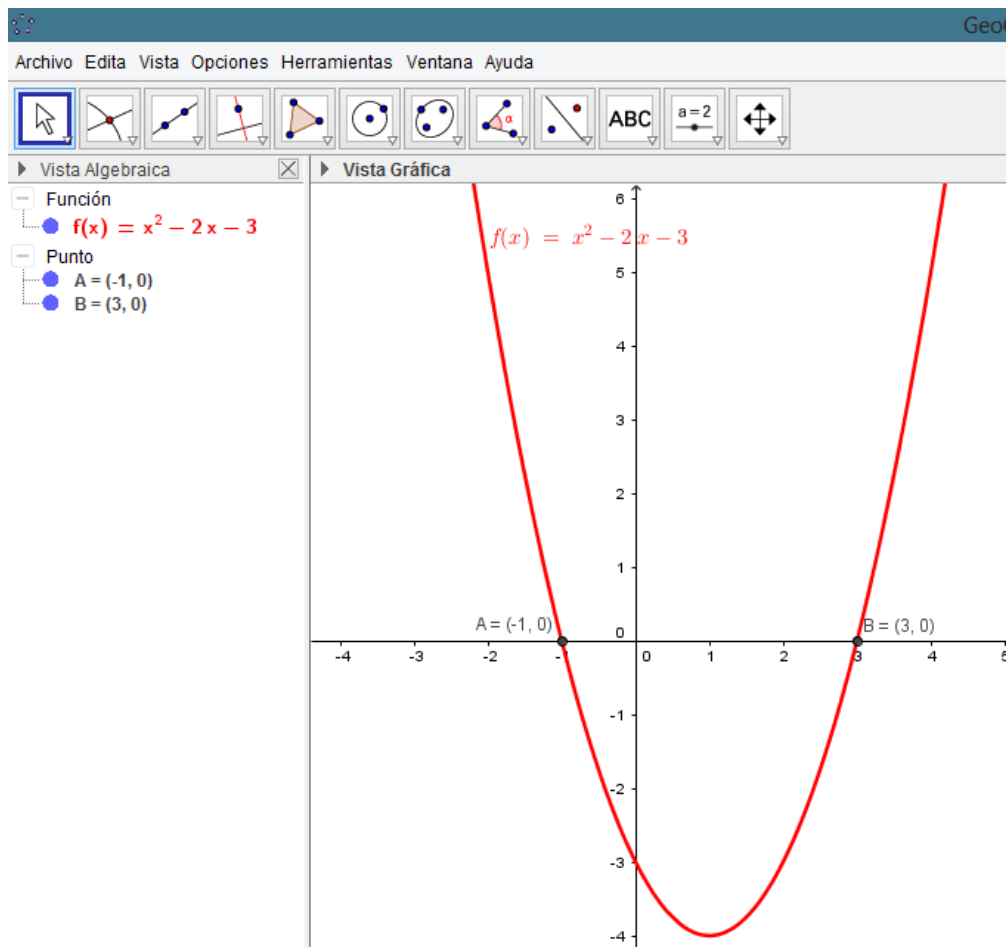 Geo
Archivo Edita Vista Opciones Herramientas Ventana Ayuda
α
ABC
a=2
Vista Algebraica
Función
f(x) = x² − 2 x − 3
Punto
A = (-1, 0)
B = (3, 0)
Vista Gráfica
6
f(x) = x² − 2 x − 3
5
4
3
2
1
A = (-1, 0)
0
B = (3, 0)
-4 -3 -2 -1 0 1 2 3 4 5
-1
-2
-3
-4